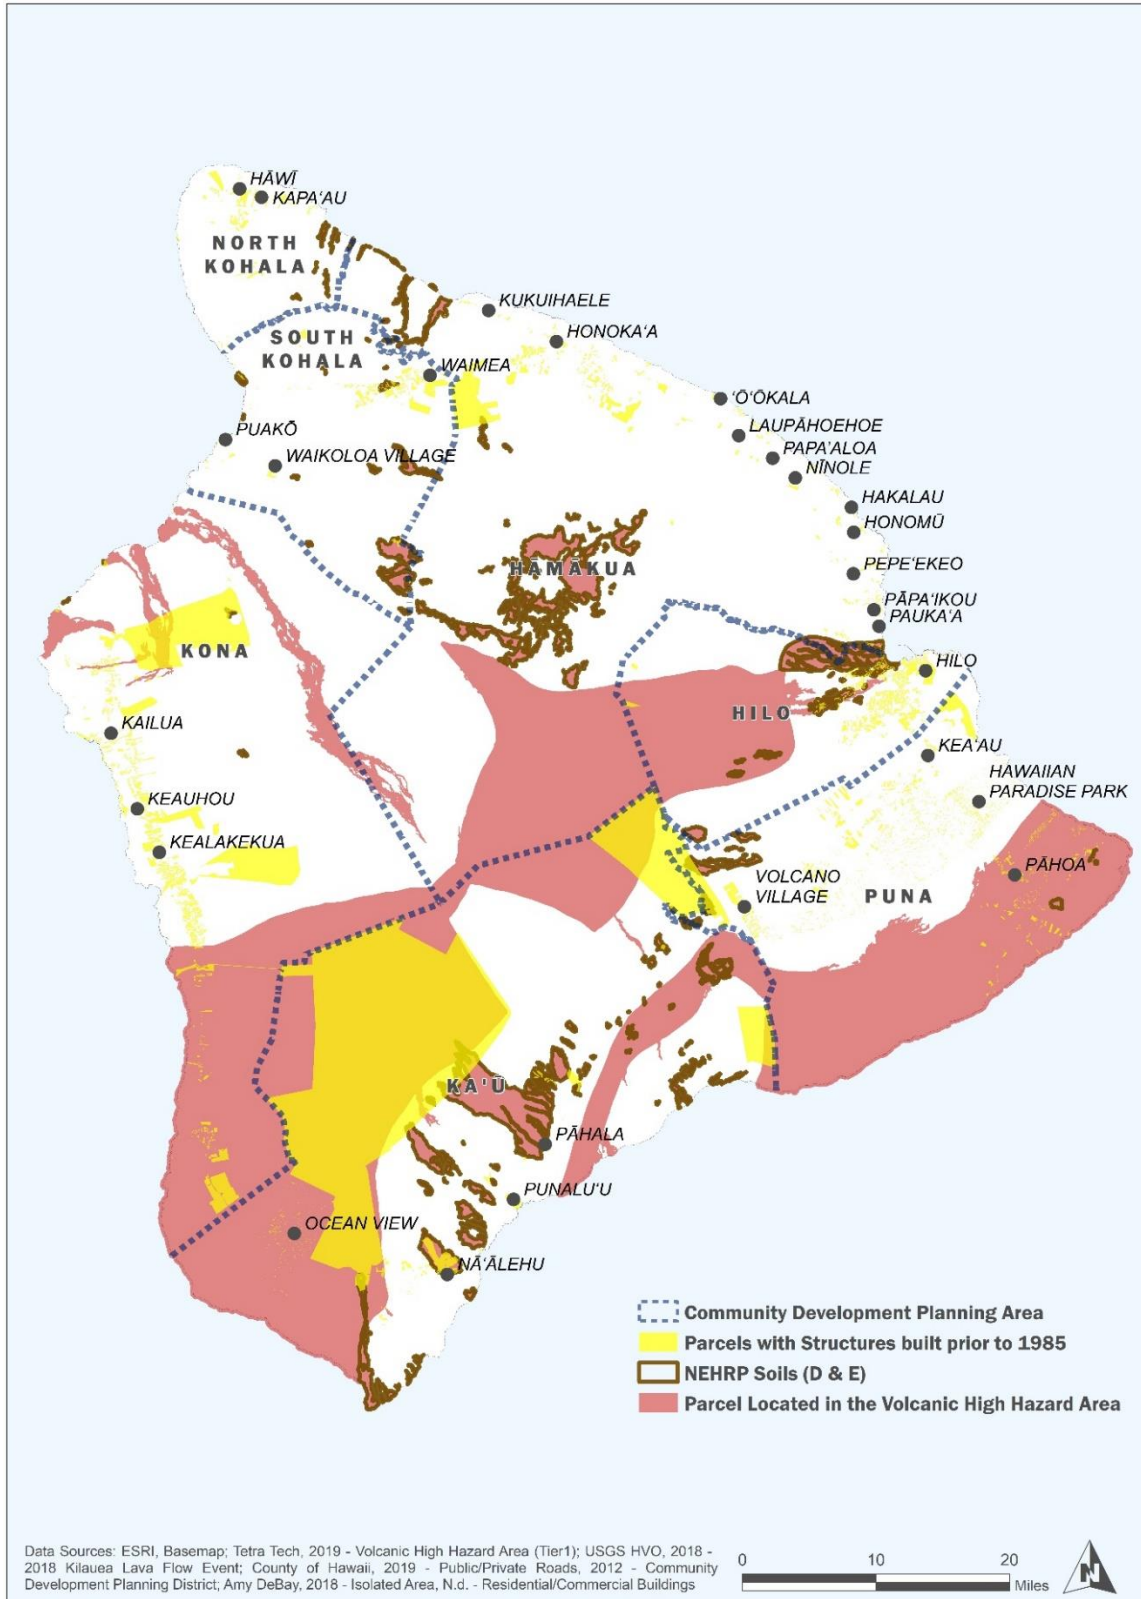 HĀWĪ
KAPA‘AU
NORTH
KOHALA
KUKUIHAELE
HONOKA‘A
SOUTH
KOHALA
WAIMEA
‘Ō‘ŌKALA
LAUPĀHOEHOE
PUAKŌ
PAPA‘ALOA
WAIKOLOA VILLAGE
NĪNOLE
HAKALAU
HONOMŪ
HĀMĀKUA
PEPE‘EKEO
PĀPA‘IKOU
PAUKA‘A
KONA
HILO
HILO
KAILUA
KEA‘AU
HAWAIIAN
PARADISE PARK
KEAUHOU
KEALAKEKUA
PĀHOA
VOLCANO
VILLAGE
PUNA
KA'Ū
PĀHALA
PUNALU‘U
OCEAN VIEW
NĀ‘ĀLEHU
Community Development Planning Area
Parcels with Structures built prior to 1985
NEHRP Soils (D & E)
Parcel Located in the Volcanic High Hazard Area
Data Sources: ESRI, Basemap; Tetra Tech, 2019 - Volcanic High Hazard Area (Tier1); USGS HVO, 2018 -
2018 Kilauea Lava Flow Event; County of Hawaii, 2019 - Public/Private Roads, 2012 - Community
Development Planning District; Amy DeBay, 2018 - Isolated Area, N.d. - Residential/Commercial Buildings
0 10 20
Miles
N